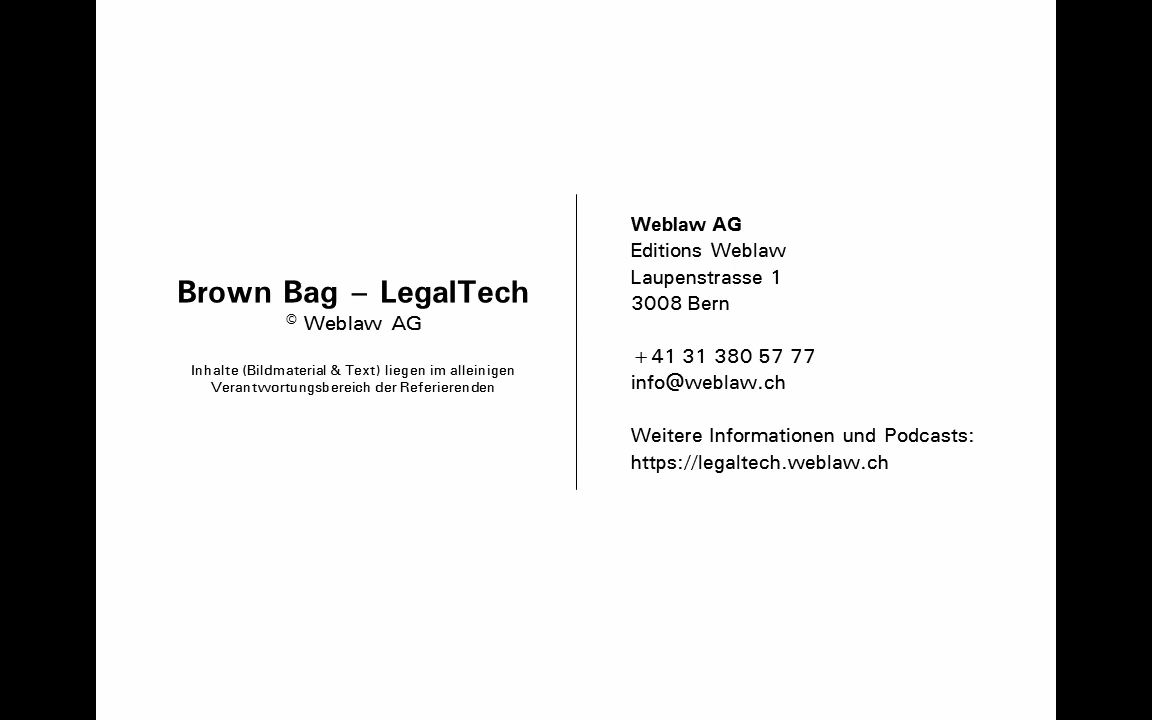 Brown Bag – LegalTech
© Weblaw AG
Inhalte (Bildmaterial & Text) liegen im alleinigen
Verantwortungsbereich der Referierenden
Weblaw AG
Editions Weblaw
Laupenstrasse 1
3008 Bern
+41 31 380 57 77
info@weblaw.ch
Weitere Informationen und Podcasts:
https://legaltech.weblaw.ch